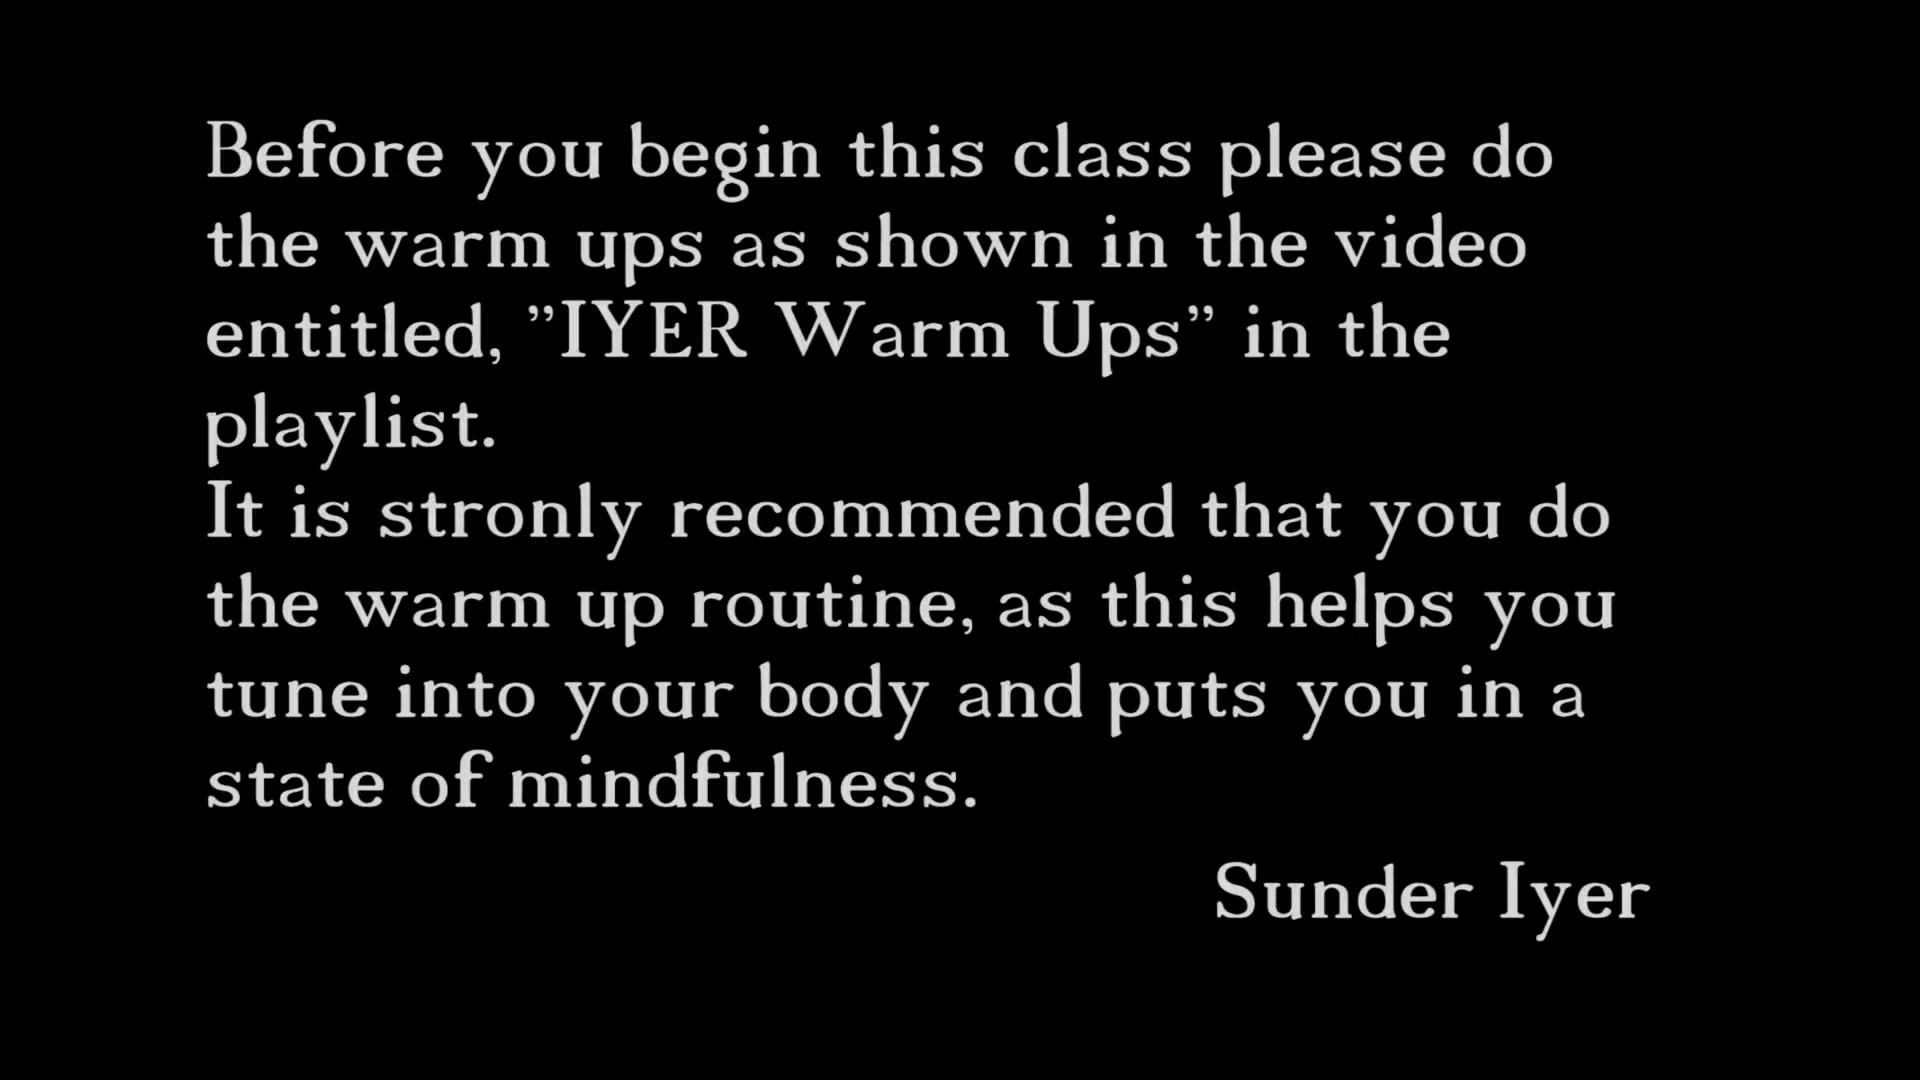 Before you begin this class please do
the warm ups as shown in the video
entitled, ”IYER Warm Ups” in the
playlist.
It is stronly recommended that you do
the warm up routine, as this helps you
tune into your body and puts you in a
state of mindfulness.
Sunder Iyer